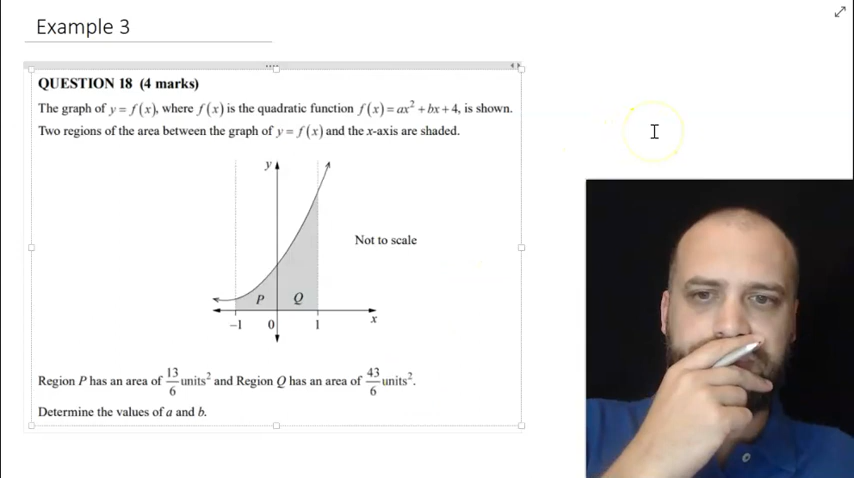 Example 3
QUESTION 18 (4 marks)
The graph of y = f(x), where f(x) is the quadratic function f(x) = ax² + bx + 4, is shown.
Two regions of the area between the graph of y = f(x) and the x-axis are shaded.
y
Not to scale
P Q
−1 0 1 x
Region P has an area of 13/6 units² and Region Q has an area of 43/6 units².
Determine the values of a and b.